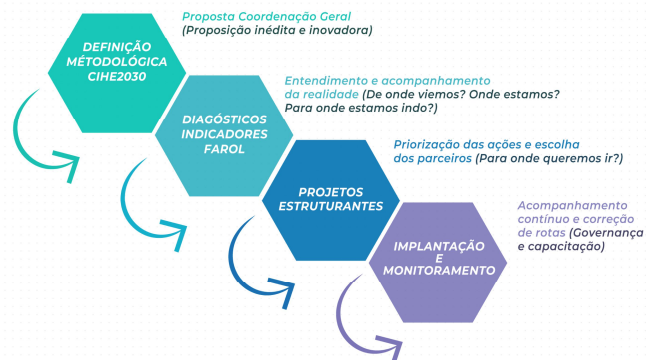 Proposta Coordenação Geral
(Proposição inédita e inovadora)
DEFINIÇÃO
MÉTODOLÓGICA
CIHE2030
Entendimento e acompanhamento
da realidade (De onde viemos? Onde estamos?
Para onde estamos indo?)
DIAGÓSTICOS
INDICADORES
FAROL
Priorização das ações e escolha
dos parceiros (Para onde queremos ir?)
PROJETOS
ESTRUTURANTES
Acompanhamento
contínuo e correção
de rotas (Governança
e capacitação)
IMPLANTAÇÃO
E
MONITORAMENTO